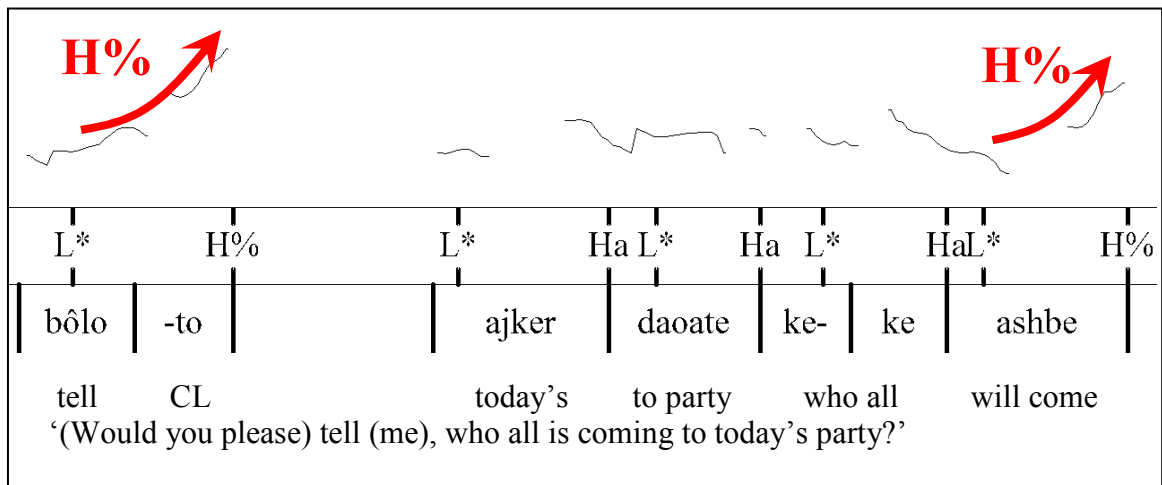 H% H%
L* H% L* Ha L* Ha L* Ha L* H%
bôlo -to ajker daoate ke- ke ashbe
tell CL today's to party who all will come
‘(Would you please) tell (me), who all is coming to today's party?’